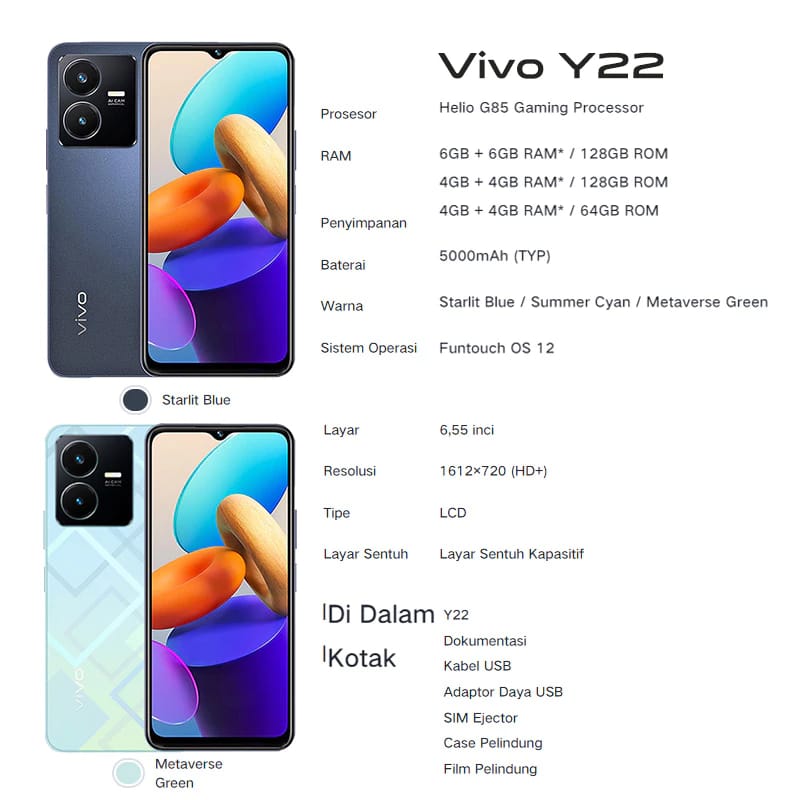 Vivo Y22
Prosesor
Helio G85 Gaming Processor
RAM
6GB + 6GB RAM* / 128GB ROM
4GB + 4GB RAM* / 128GB ROM
4GB + 4GB RAM* / 64GB ROM
Penyimpanan
Baterai
5000mAh (TYP)
Warna
Starlit Blue / Summer Cyan / Metaverse Green
Sistem Operasi
Funtouch OS 12
AI CAM
vivo
Starlit Blue
Layar
6,55 inci
Resolusi
1612×720 (HD+)
Tipe
LCD
Layar Sentuh
Layar Sentuh Kapasitif
AI CAM
vivo
Di Dalam
Kotak
Y22
Dokumentasi
Kabel USB
Adaptor Daya USB
SIM Ejector
Case Pelindung
Film Pelindung
Metaverse
Green